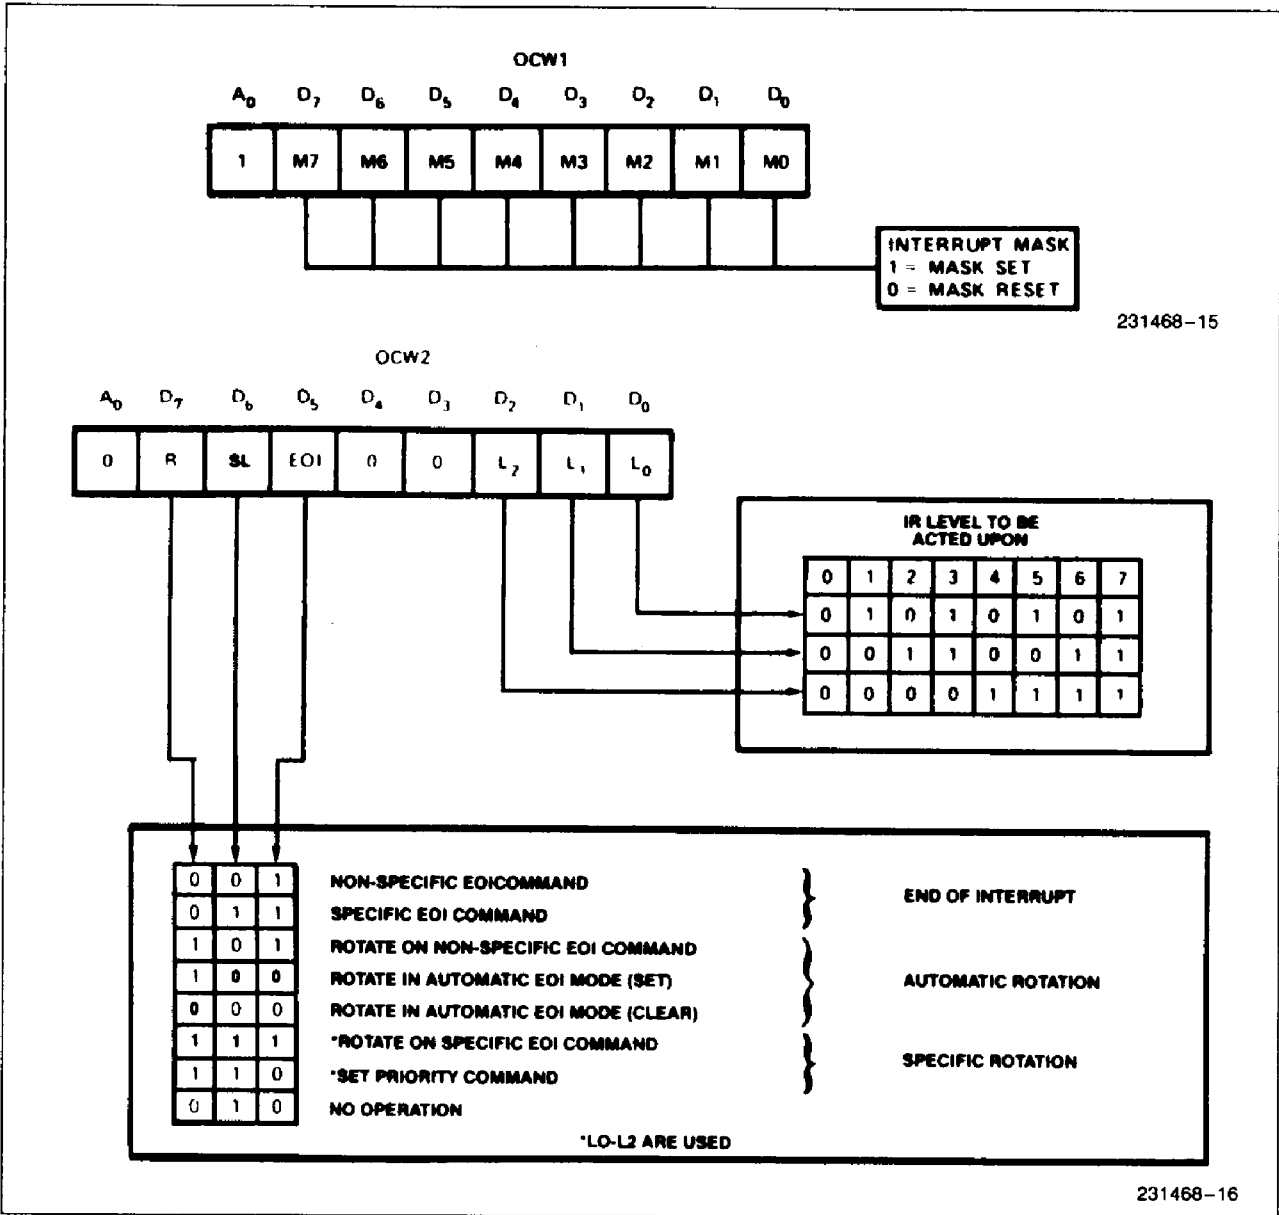 OCW1
A0 D7 D6 D5 D4 D3 D2 D1 D0
1 M7 M6 M5 M4 M3 M2 M1 M0
INTERRUPT MASK
1 = MASK SET
0 = MASK RESET
231468-15
OCW2
A0 D7 D6 D5 D4 D3 D2 D1 D0
0 R SL EOI 0 0 L2 L1 L0
IR LEVEL TO BE
ACTED UPON
0 1 2 3 4 5 6 7
0 1 0 1 0 1 0 1
0 0 1 1 0 0 1 1
0 0 0 0 1 1 1 1
0 0 1 NON-SPECIFIC EOICOMMAND
0 1 1 SPECIFIC EOI COMMAND
END OF INTERRUPT
1 0 1 ROTATE ON NON-SPECIFIC EOI COMMAND
1 0 0 ROTATE IN AUTOMATIC EOI MODE (SET)
0 0 0 ROTATE IN AUTOMATIC EOI MODE (CLEAR)
AUTOMATIC ROTATION
1 1 1 *ROTATE ON SPECIFIC EOI COMMAND
1 1 0 *SET PRIORITY COMMAND
SPECIFIC ROTATION
0 1 0 NO OPERATION
*LO-L2 ARE USED
231468-16